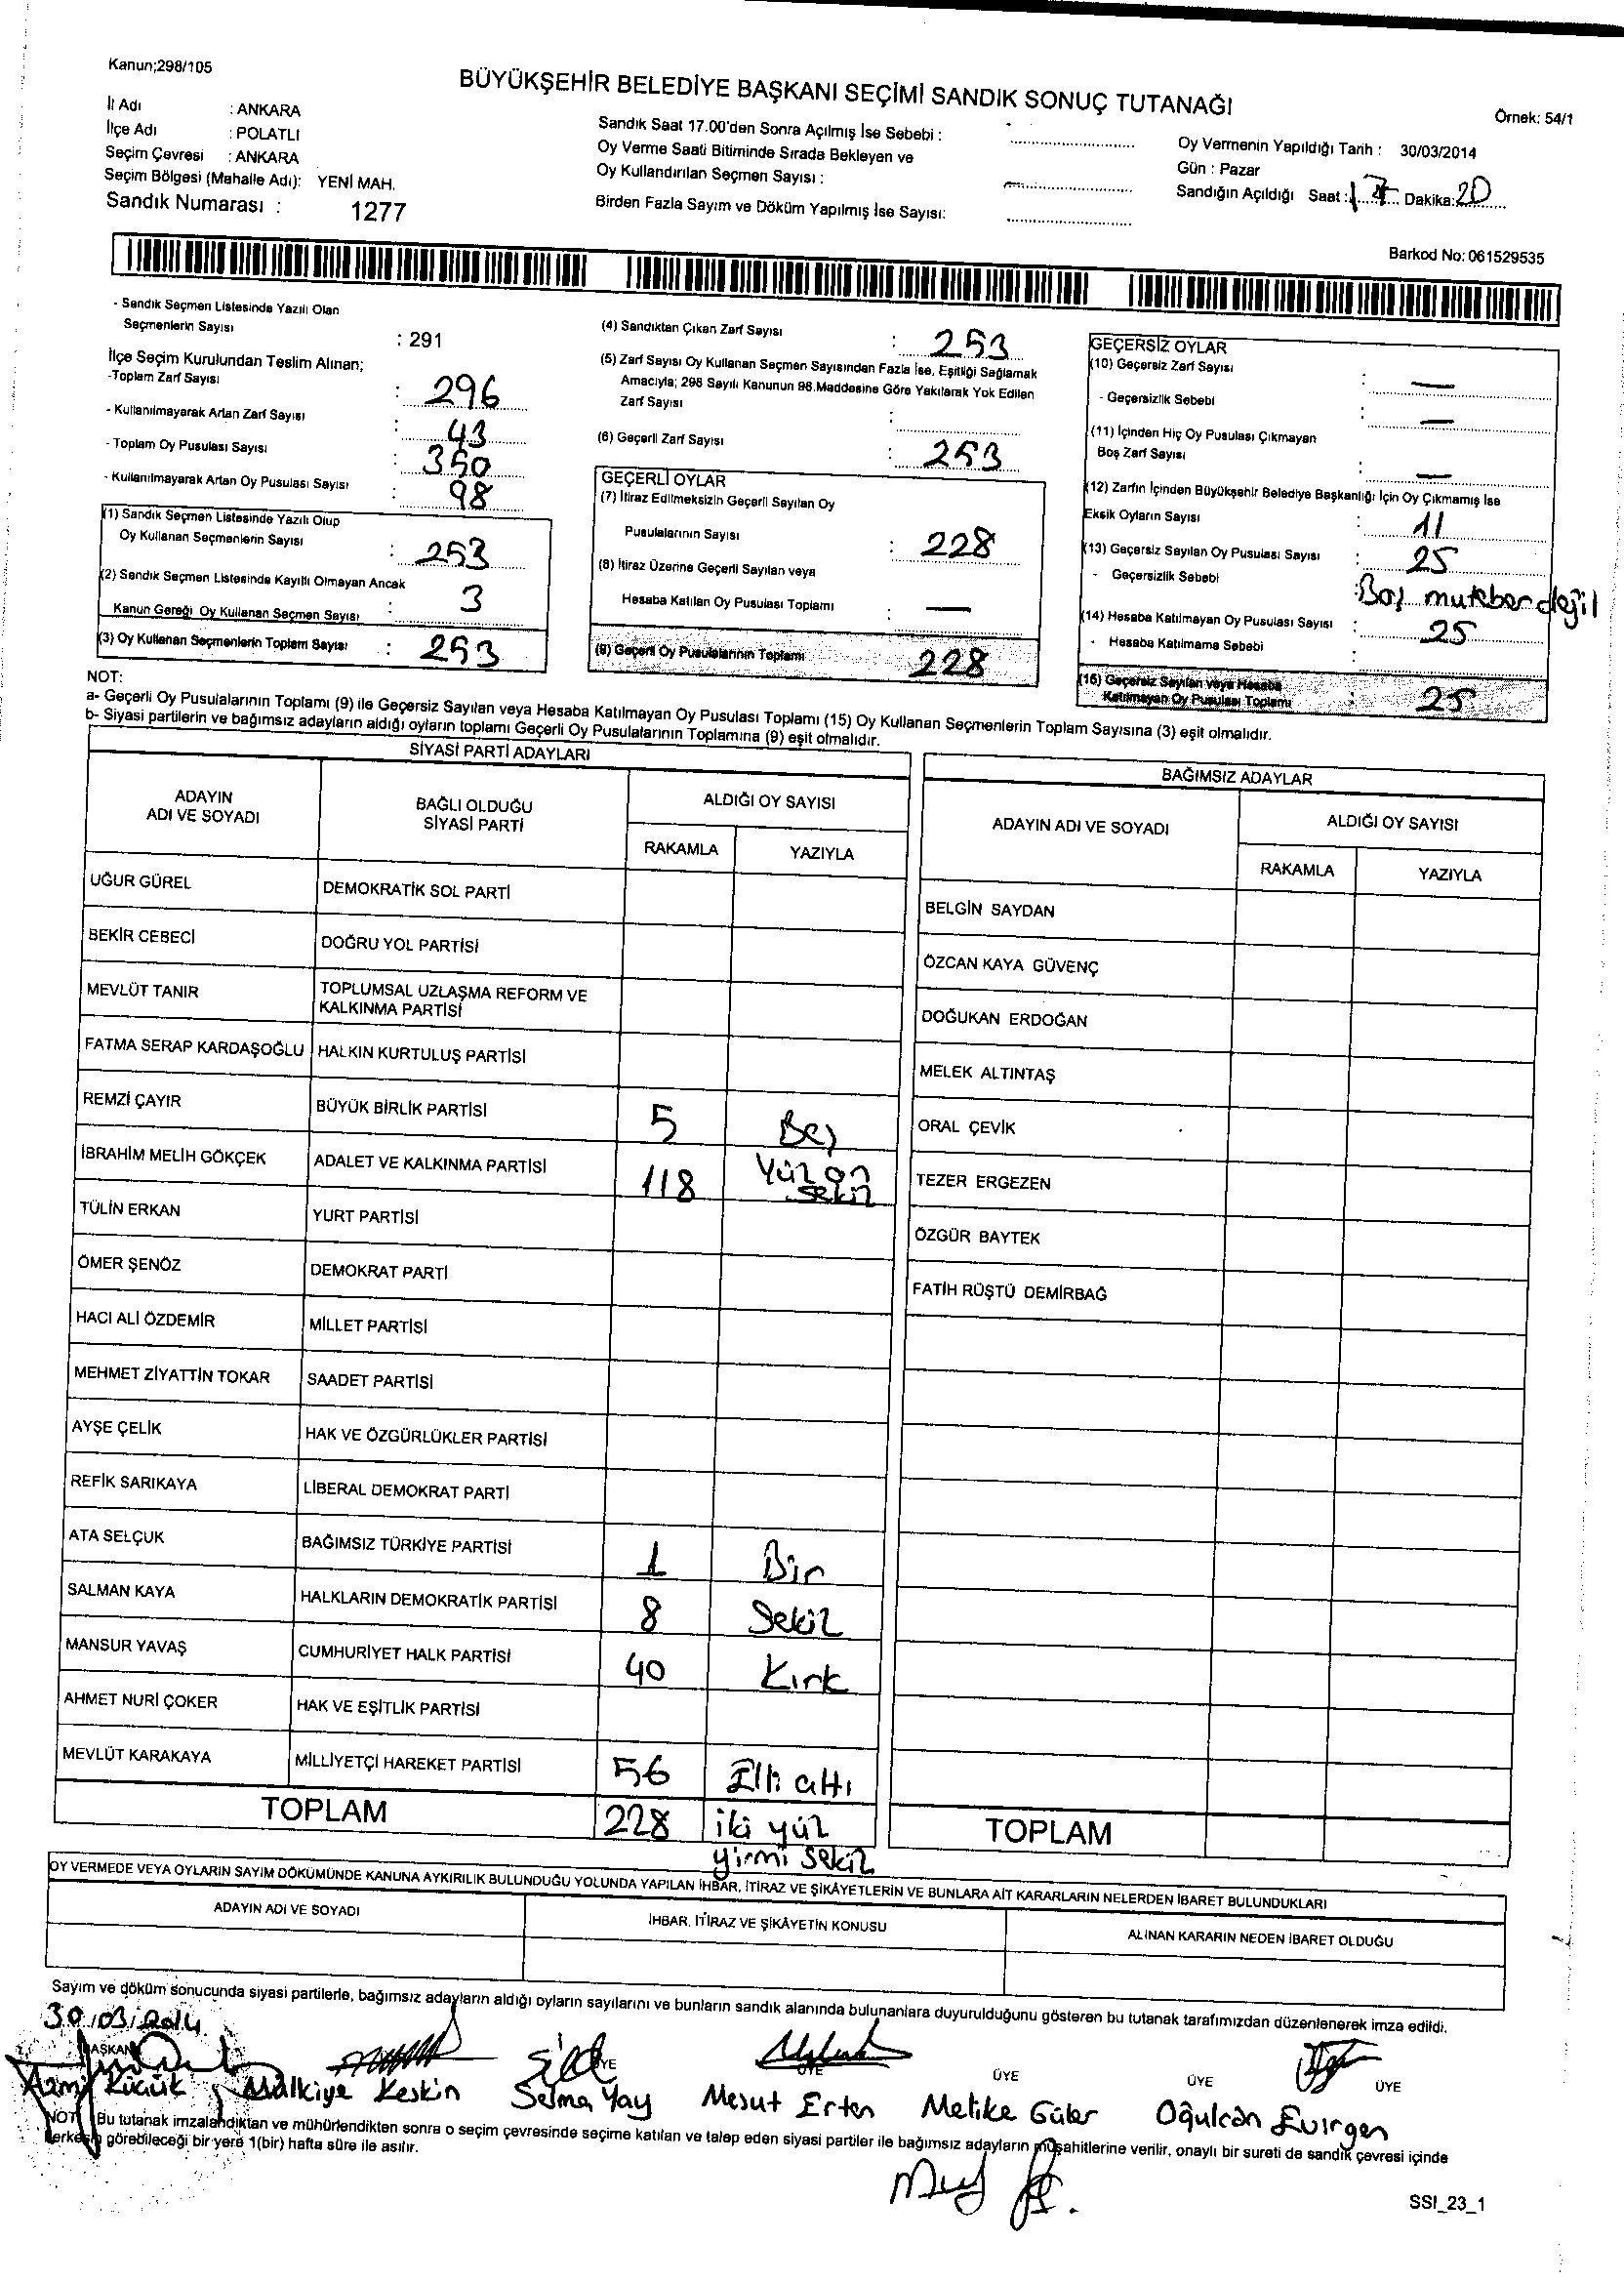 Kanun;298/105
BÜYÜKŞEHİR BELEDİYE BAŞKANI SEÇİMİ SANDIK SONUÇ TUTANAĞI
Örnek: 54/1
İl Adı : ANKARA
İlçe Adı : POLATLI
Seçim Çevresi : ANKARA
Seçim Bölgesi (Mahalle Adı): YENİ MAH.
Sandık Numarası : 1277
Sandık Saat 17.00'den Sonra Açılmış İse Sebebi :
Oy Verme Saati Bitiminde Sırada Bekleyen ve
Oy Kullandırılan Seçmen Sayısı :
Birden Fazla Sayım ve Döküm Yapılmış İse Sayısı:
Oy Vermenin Yapıldığı Tarih : 30/03/2014
Gün : Pazar
Sandığın Açıldığı Saat : 17 Dakika: 20
Barkod No: 061529535
- Sandık Seçmen Listesinde Yazılı Olan
Seçmenlerin Sayısı : 291
İlçe Seçim Kurulundan Teslim Alınan;
-Toplam Zarf Sayısı : 296
- Kullanılmayarak Artan Zarf Sayısı : 43
- Toplam Oy Pusulası Sayısı : 350
- Kullanılmayarak Artan Oy Pusulası Sayısı : 98
(1) Sandık Seçmen Listesinde Yazılı Olup
Oy Kullanan Seçmenlerin Sayısı : 253
(2) Sandık Seçmen Listesinde Kayıtlı Olmayan Ancak
Kanun Gereği Oy Kullanan Seçmen Sayısı : 3
(3) Oy Kullanan Seçmenlerin Toplam Sayısı : 253
(4) Sandıktan Çıkan Zarf Sayısı : 253
(5) Zarf Sayısı Oy Kullanan Seçmen Sayısından Fazla İse, Eşitliği Sağlamak
Amacıyla; 298 Sayılı Kanunun 98.Maddesine Göre Yakılarak Yok Edilen
Zarf Sayısı :
(6) Geçerli Zarf Sayısı : 253
GEÇERLİ OYLAR
(7) İtiraz Edilmeksizin Geçerli Sayılan Oy
Pusulalarının Sayısı : 228
(8) İtiraz Üzerine Geçerli Sayılan veya
Hesaba Katılan Oy Pusulası Toplamı : —
(9) Geçerli Oy Pusulalarının Toplamı 228
GEÇERSİZ OYLAR
(10) Geçersiz Zarf Sayısı : —
- Geçersizlik Sebebi : —
(11) İçinden Hiç Oy Pusulası Çıkmayan
Boş Zarf Sayısı : —
(12) Zarfın İçinden Büyükşehir Belediye Başkanlığı İçin Oy Çıkmamış İse
Eksik Oyların Sayısı : 11
(13) Geçersiz Sayılan Oy Pusulası Sayısı : 25
- Geçersizlik Sebebi : Boş muteber değil
(14) Hesaba Katılmayan Oy Pusulası Sayısı : 25
- Hesaba Katılmama Sebebi :
(15) Geçersiz Sayılan veya Hesaba
Katılmayan Oy Pusulası Toplamı : 25
NOT:
a- Geçerli Oy Pusulalarının Toplamı (9) ile Geçersiz Sayılan veya Hesaba Katılmayan Oy Pusulası Toplamı (15) Oy Kullanan Seçmenlerin Toplam Sayısına (3) eşit olmalıdır.
b- Siyasi partilerin ve bağımsız adayların aldığı oyların toplamı Geçerli Oy Pusulalarının Toplamına (9) eşit olmalıdır.
SİYASİ PARTİ ADAYLARI
ADAYIN ADI VE SOYADI
BAĞLI OLDUĞU SİYASİ PARTİ
ALDIĞI OY SAYISI
RAKAMLA YAZIYLA
UĞUR GÜREL DEMOKRATİK SOL PARTİ
BEKİR CEBECİ DOĞRU YOL PARTİSİ
MEVLÜT TANIR TOPLUMSAL UZLAŞMA REFORM VE
KALKINMA PARTİSİ
FATMA SERAP KARDAŞOĞLU HALKIN KURTULUŞ PARTİSİ
REMZİ ÇAYIR BÜYÜK BİRLİK PARTİSİ 5 Beş
İBRAHİM MELİH GÖKÇEK ADALET VE KALKINMA PARTİSİ 118 Yüz on
sekiz
TÜLİN ERKAN YURT PARTİSİ
ÖMER ŞENÖZ DEMOKRAT PARTİ
HACI ALİ ÖZDEMİR MİLLET PARTİSİ
MEHMET ZİYATTİN TOKAR SAADET PARTİSİ
AYŞE ÇELİK HAK VE ÖZGÜRLÜKLER PARTİSİ
REFİK SARIKAYA LİBERAL DEMOKRAT PARTİ
ATA SELÇUK BAĞIMSIZ TÜRKİYE PARTİSİ 1 Bir
SALMAN KAYA HALKLARIN DEMOKRATİK PARTİSİ 8 Sekiz
MANSUR YAVAŞ CUMHURİYET HALK PARTİSİ 40 Kırk
AHMET NURİ ÇOKER HAK VE EŞİTLİK PARTİSİ
MEVLÜT KARAKAYA MİLLİYETÇİ HAREKET PARTİSİ 56 Elli altı
TOPLAM 228 iki yüz
yirmi sekiz
BAĞIMSIZ ADAYLAR
ADAYIN ADI VE SOYADI
ALDIĞI OY SAYISI
RAKAMLA YAZIYLA
BELGİN SAYDAN
ÖZCAN KAYA GÜVENÇ
DOĞUKAN ERDOĞAN
MELEK ALTINTAŞ
ORAL ÇEVİK
TEZER ERGEZEN
ÖZGÜR BAYTEK
FATİH RÜŞTÜ DEMİRBAĞ
TOPLAM
OY VERMEDE VEYA OYLARIN SAYIM DÖKÜMÜNDE KANUNA AYKIRILIK BULUNDUĞU YOLUNDA YAPILAN İHBAR, İTİRAZ VE ŞİKÂYETLERİN VE BUNLARA AİT KARARLARIN NELERDEN İBARET BULUNDUKLARI
ADAYIN ADI VE SOYADI İHBAR, İTİRAZ VE ŞİKÂYETİN KONUSU ALINAN KARARIN NEDEN İBARET OLDUĞU
Sayım ve döküm sonucunda siyasi partilerle, bağımsız adayların aldığı oyların sayılarını ve bunların sandık alanında bulunanlara duyurulduğunu gösteren bu tutanak tarafımızdan düzenlenerek imza edildi.
30/03/2014
BAŞKAN ÜYE ÜYE ÜYE ÜYE ÜYE
Azmi Küçük Mülkiye Keskin Selma Yay Mesut Erten Melike Güler Oğulcan Evirgen
NOT: Bu tutanak imzalandıktan ve mühürlendikten sonra o seçim çevresinde seçime katılan ve talep eden siyasi partiler ile bağımsız adayların müşahitlerine verilir, onaylı bir sureti de sandık çevresi içinde
herkesin görebileceği bir yere 1(bir) hafta süre ile asılır.
SSI_23_1